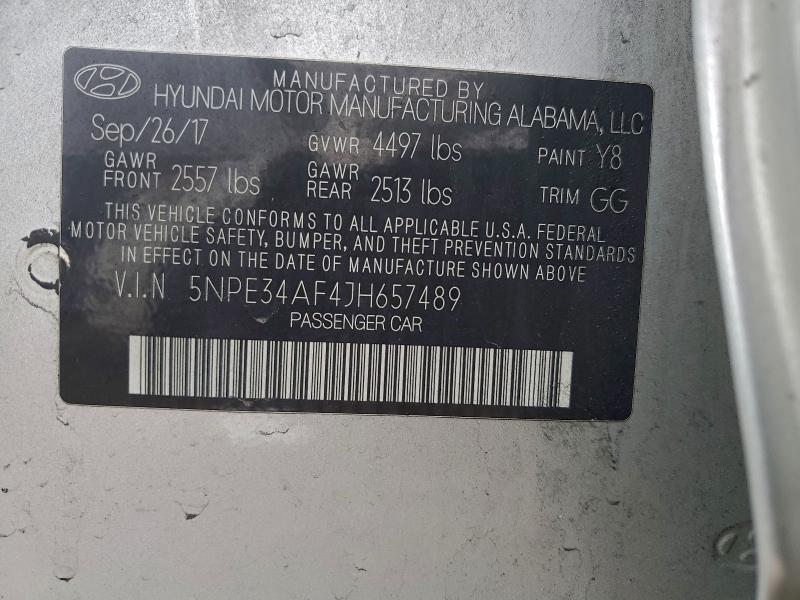 MANUFACTURED BY
HYUNDAI MOTOR MANUFACTURING ALABAMA, LLC
Sep/26/17 GVWR 4497 lbs PAINT Y8
GAWR FRONT 2557 lbs GAWR REAR 2513 lbs TRIM GG
THIS VEHICLE CONFORMS TO ALL APPLICABLE U.S.A. FEDERAL
MOTOR VEHICLE SAFETY, BUMPER, AND THEFT PREVENTION STANDARDS
IN EFFECT ON THE DATE OF MANUFACTURE SHOWN ABOVE
V.I.N 5NPE34AF4JH657489
PASSENGER CAR